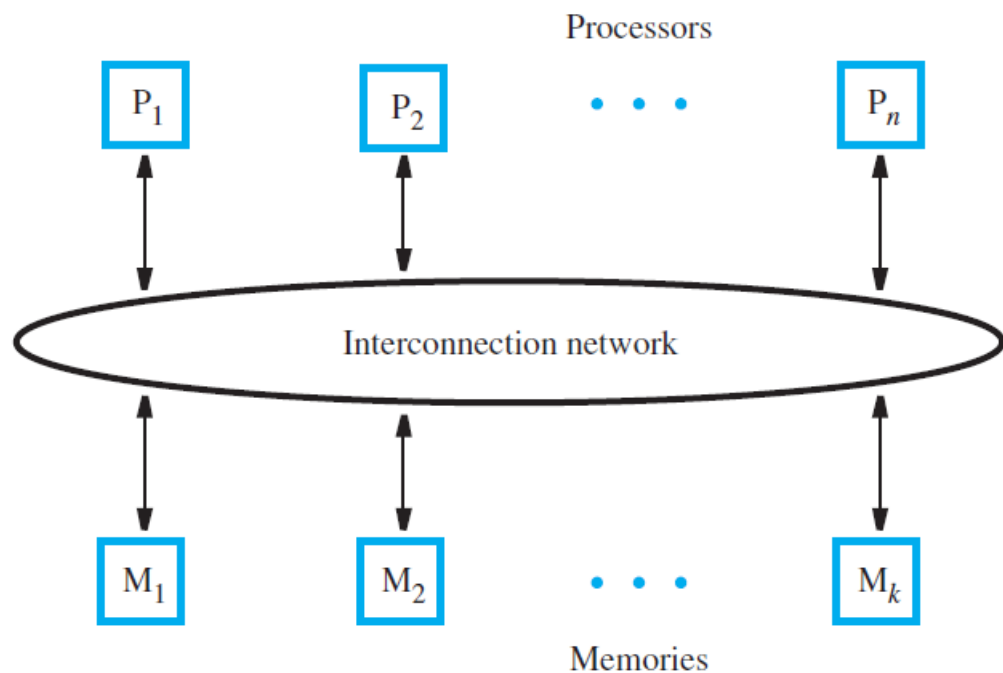 Processors
P1 P2 • • • Pn
Interconnection network
M1 M2 • • • Mk
Memories